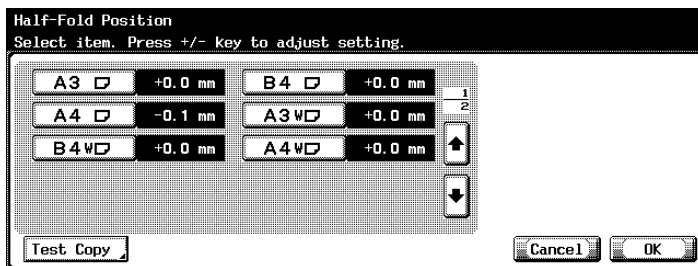 Half-Fold Position
Select item. Press +/- key to adjust setting.
A3 +0.0 mm B4 +0.0 mm
1
A4 -0.1 mm A3W +0.0 mm
2
B4W +0.0 mm A4W +0.0 mm
Test Copy Cancel OK